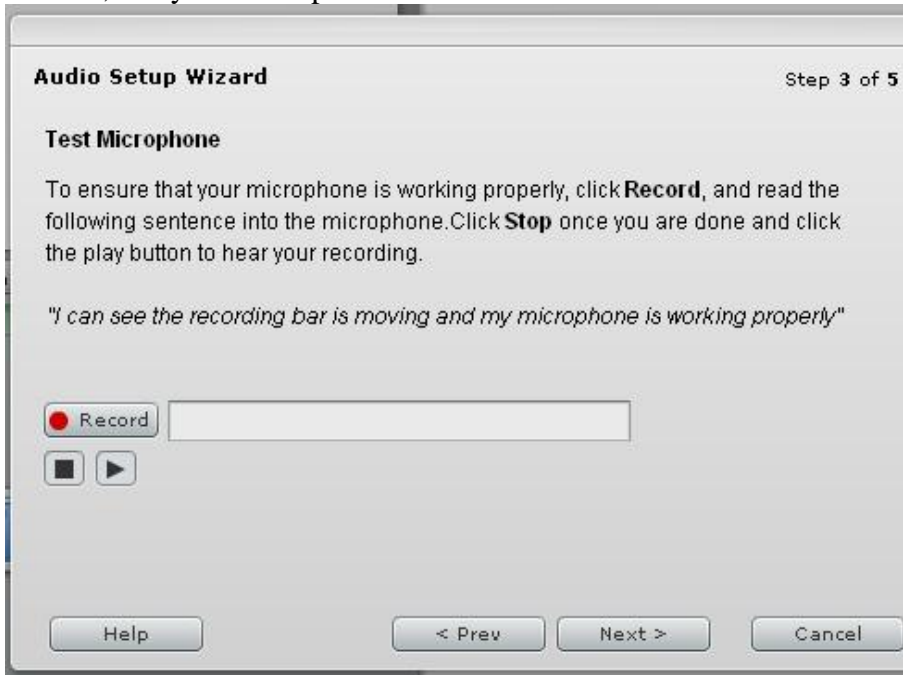 Audio Setup Wizard
Step 3 of 5
Test Microphone
To ensure that your microphone is working properly, click Record, and read the
following sentence into the microphone.Click Stop once you are done and click
the play button to hear your recording.
"I can see the recording bar is moving and my microphone is working properly"
Record
Help
< Prev
Next >
Cancel